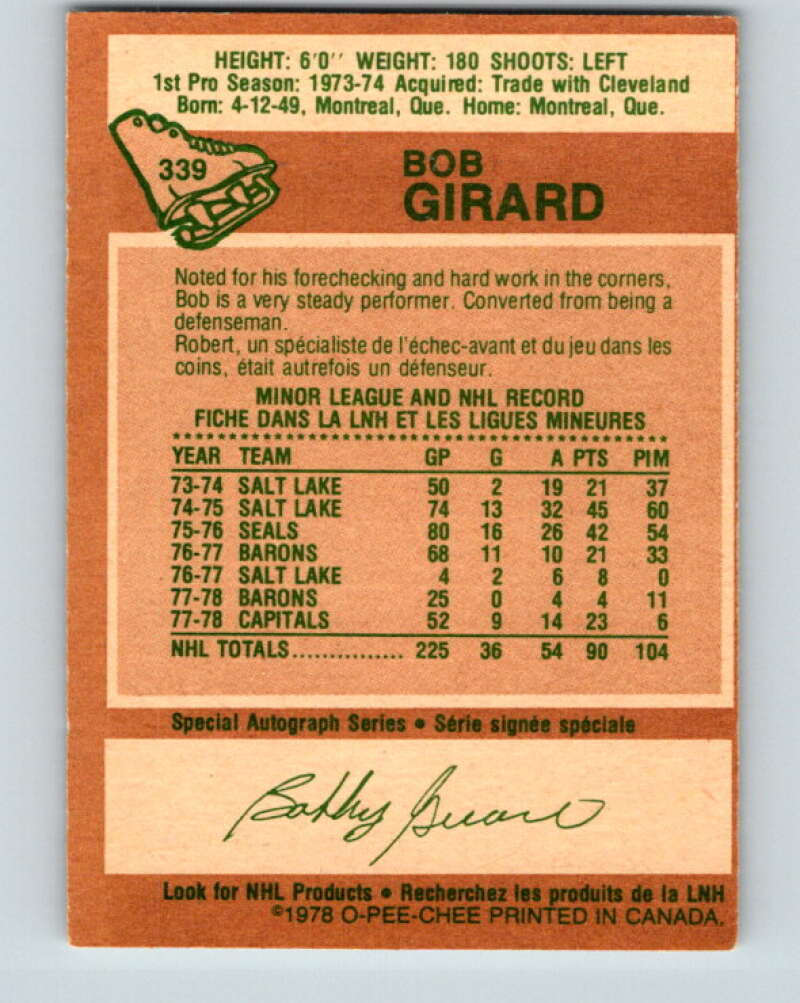 HEIGHT: 6'0'' WEIGHT: 180 SHOOTS: LEFT
1st Pro Season: 1973-74 Acquired: Trade with Cleveland
Born: 4-12-49, Montreal, Que. Home: Montreal, Que.
339
BOB
GIRARD
Noted for his forechecking and hard work in the corners,
Bob is a very steady performer. Converted from being a
defenseman.
Robert, un spécialiste de l'échec-avant et du jeu dans les
coins, était autrefois un défenseur.
MINOR LEAGUE AND NHL RECORD
FICHE DANS LA LNH ET LES LIGUES MINEURES
YEAR TEAM GP G A PTS PIM
73-74 SALT LAKE 50 2 19 21 37
74-75 SALT LAKE 74 13 32 45 60
75-76 SEALS 80 16 26 42 54
76-77 BARONS 68 11 10 21 33
76-77 SALT LAKE 4 2 6 8 0
77-78 BARONS 25 0 4 4 11
77-78 CAPITALS 52 9 14 23 6
NHL TOTALS............... 225 36 54 90 104
Special Autograph Series • Série signée spéciale
Bobby Girard
Look for NHL Products • Recherchez les produits de la LNH
©1978 O-PEE-CHEE PRINTED IN CANADA.